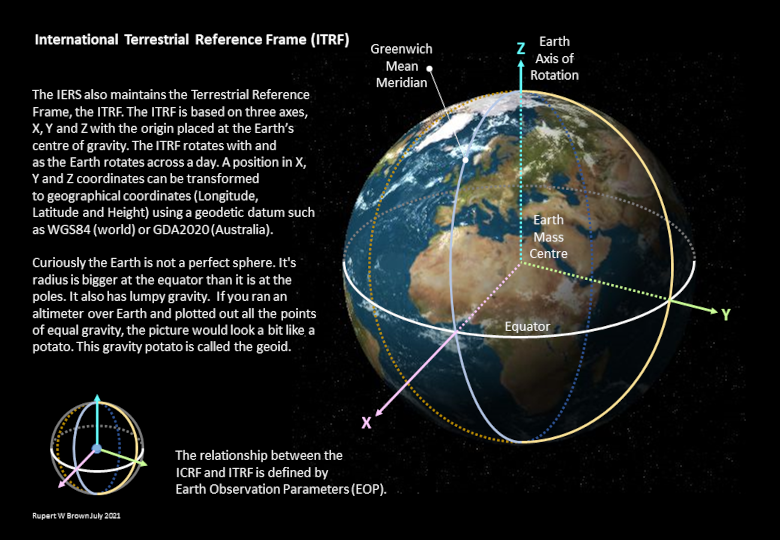 International Terrestrial Reference Frame (ITRF)
The IERS also maintains the Terrestrial Reference
Frame, the ITRF. The ITRF is based on three axes,
X, Y and Z with the origin placed at the Earth's
centre of gravity. The ITRF rotates with and
as the Earth rotates across a day. A position in X,
Y and Z coordinates can be transformed
to geographical coordinates (Longitude,
Latitude and Height) using a geodetic datum such
as WGS84 (world) or GDA2020 (Australia).
Curiously the Earth is not a perfect sphere. It's
radius is bigger at the equator than it is at the
poles. It also has lumpy gravity. If you ran an
altimeter over Earth and plotted out all the points
of equal gravity, the picture would look a bit like a
potato. This gravity potato is called the geoid.
Greenwich
Mean
Meridian
Z
Earth
Axis of
Rotation
Earth
Mass
Centre
Equator
Y
X
The relationship between the
ICRF and ITRF is defined by
Earth Observation Parameters (EOP).
Rupert W Brown July 2021